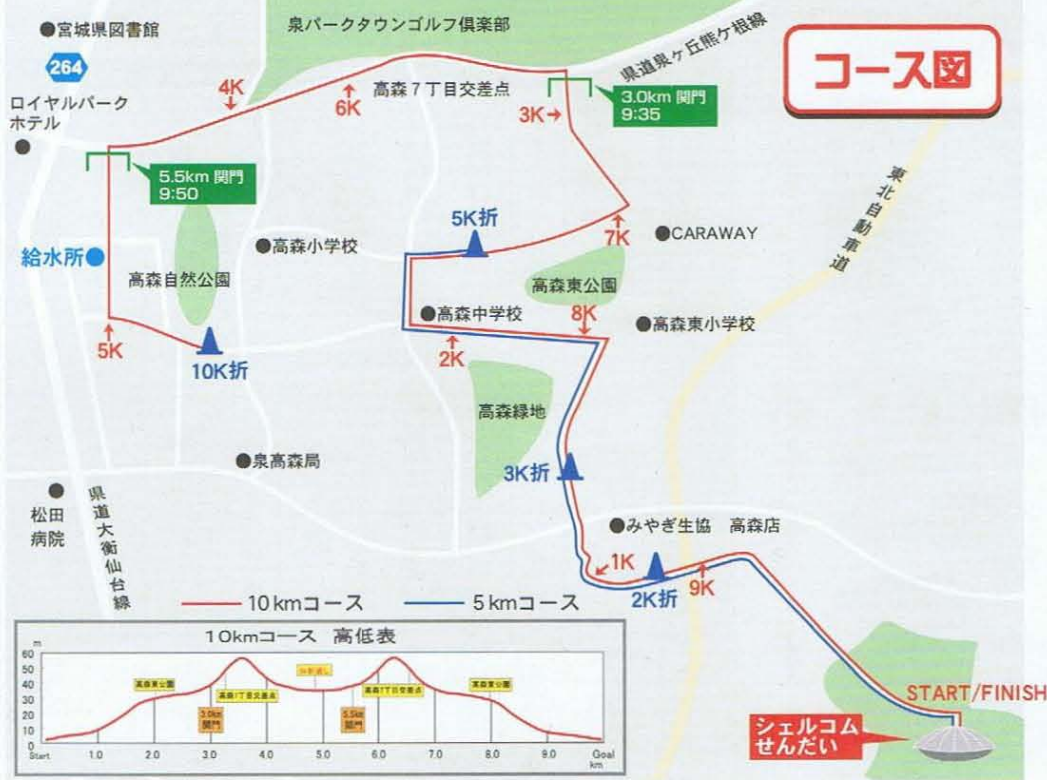 コース図
●宮城県図書館
264
ロイヤルパーク
ホテル
泉パークタウンゴルフ倶楽部
県道泉ヶ丘熊ケ根線
高森7丁目交差点
4K
6K
3K→
3.0km 関門
9:35
5.5km 関門
9:50
東北自動車道
5K折
7K
●CARAWAY
給水所●
●高森小学校
高森自然公園
高森東公園
●高森中学校
8K
●高森東小学校
5K
10K折
2K
高森緑地
●泉高森局
3K折
松田
病院
県道大衡仙台線
●みやぎ生協 高森店
1K
2K折
9K
10kmコース
5kmコース
START/FINISH
シェルコム
せんだい
10kmコース 高低表
m
60
50
40
30
20
10
0
高森東公園
高森7丁目交差点
3.0km
関門
5.5km
関門
高森7丁目交差点
高森東公園
Start 1.0 2.0 3.0 4.0 5.0 6.0 7.0 8.0 9.0 Goal
km